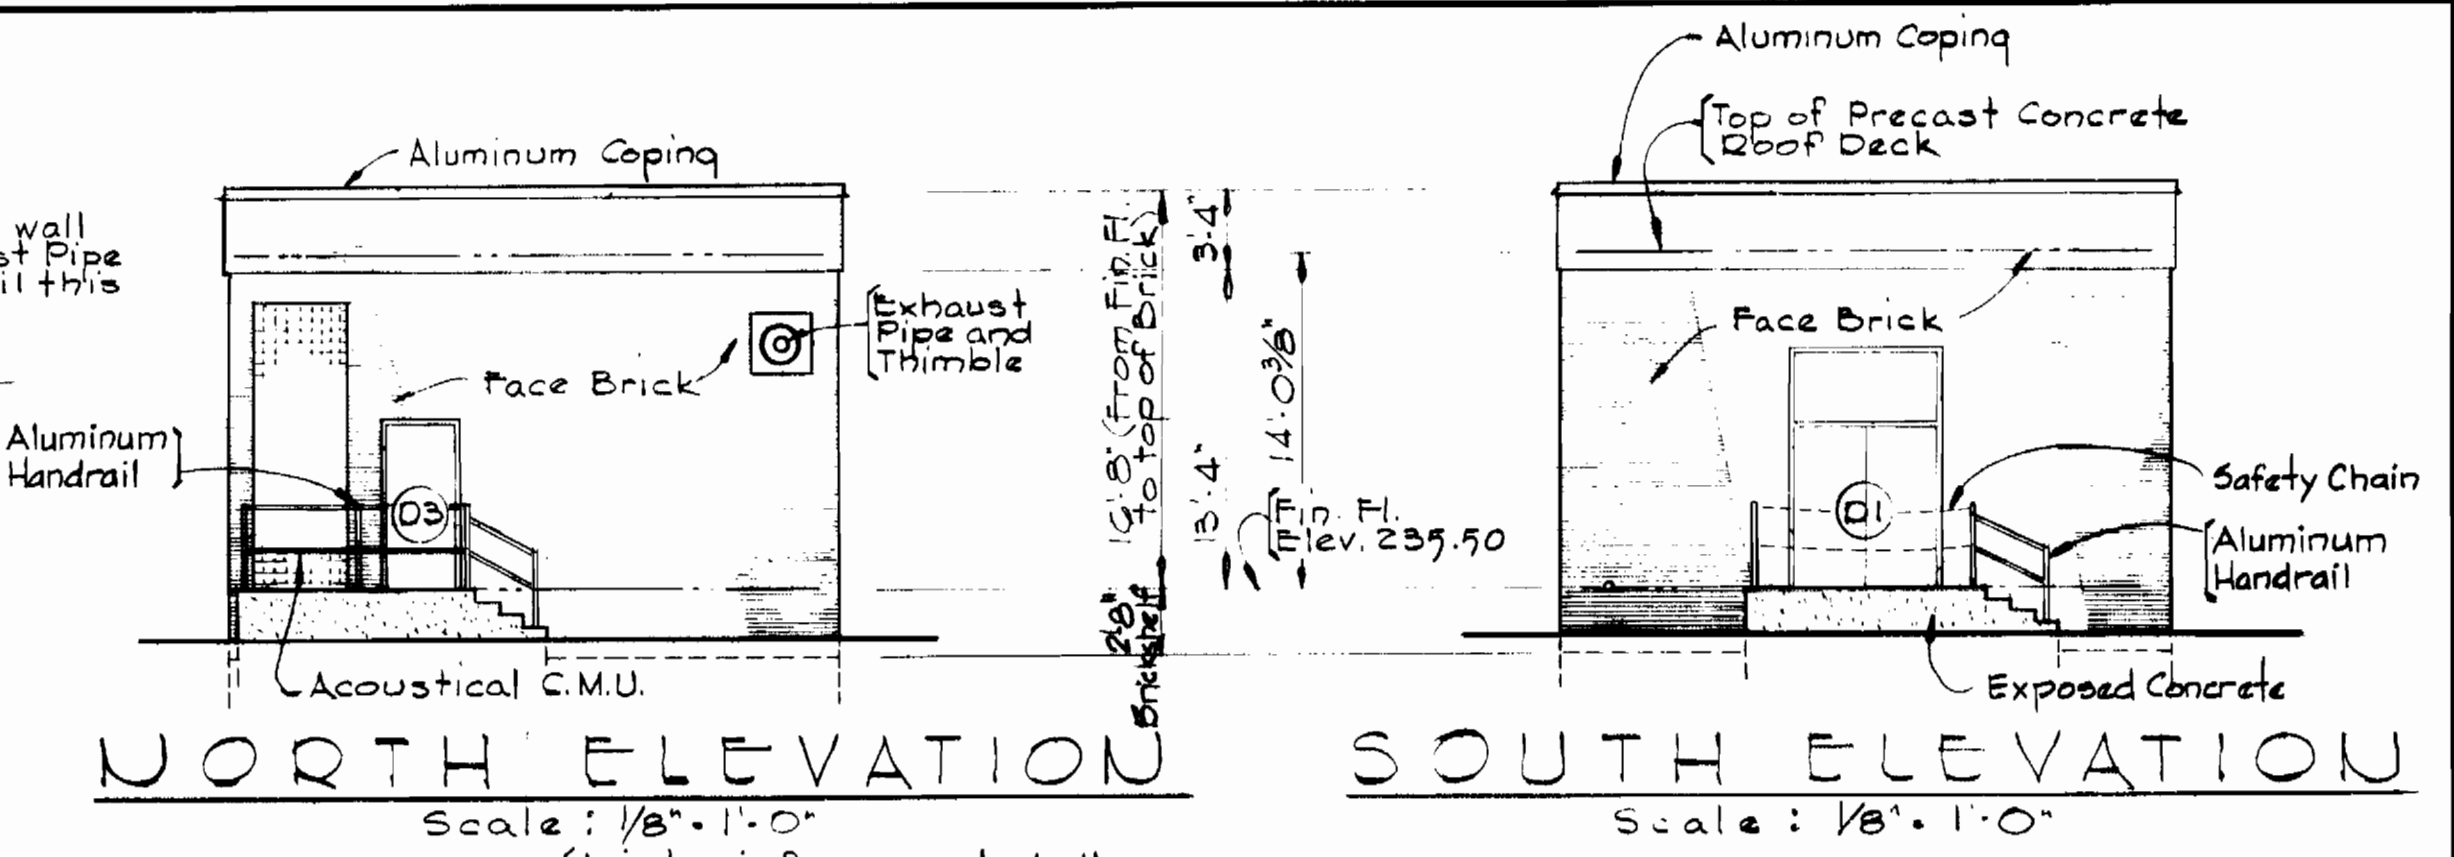 wall
st Pipe
il this
Aluminum Coping
Exhaust
Pipe and
Thimble
Face Brick
Aluminum
Handrail
D3
Acoustical C.M.U.
NORTH ELEVATION
Scale : 1/8" = 1'-0"
16'-8" (From Fin. Fl.
to top of Brick)
2'-8"
Brickshelf
3'-4"
13'-4"
14'-0 3/8"
Fin. Fl.
Elev. 235.50
Aluminum Coping
Top of Precast Concrete
Roof Deck
Face Brick
D1
Safety Chain
Aluminum
Handrail
Exposed Concrete
SOUTH ELEVATION
Scale : 1/8" = 1'-0"